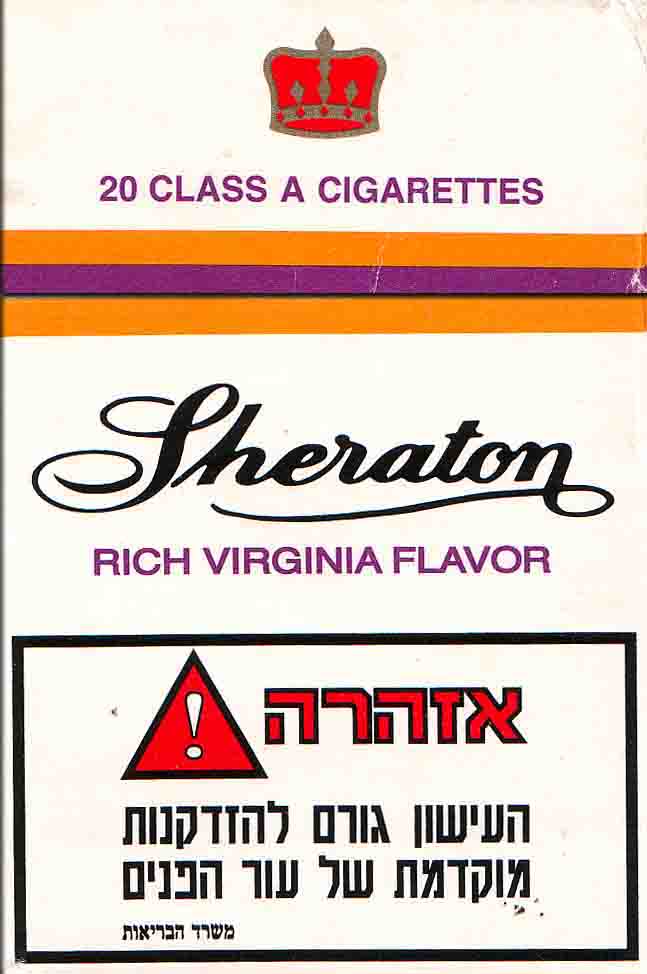 20 CLASS A CIGARETTES
Sheraton
RICH VIRGINIA FLAVOR
אזהרה
העישון גורם להזדקנות
מוקדמת של עור הפנים
משרד הבריאות